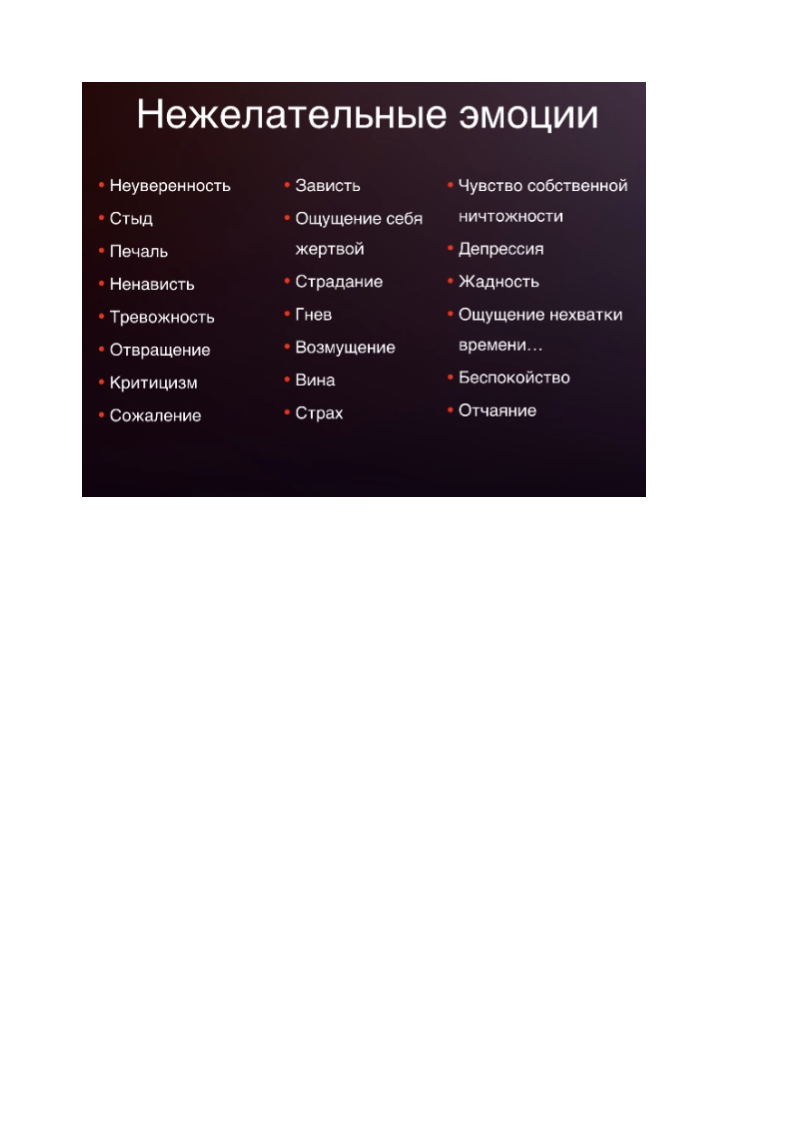 Нежелательные эмоции
• Неуверенность
• Стыд
• Печаль
• Ненависть
• Тревожность
• Отвращение
• Критицизм
• Сожаление
• Зависть
• Ощущение себя
жертвой
• Страдание
• Гнев
• Возмущение
• Вина
• Страх
• Чувство собственной
ничтожности
• Депрессия
• Жадность
• Ощущение нехватки
времени...
• Беспокойство
• Отчаяние